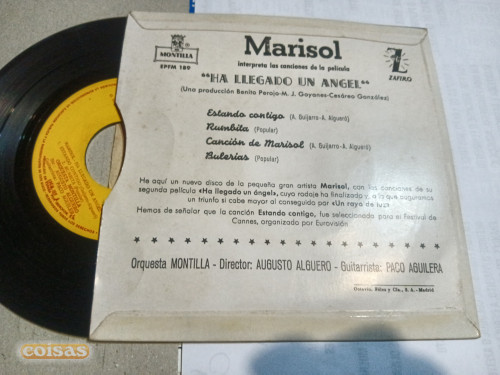 MONTILLA
EPFM 189
Marisol
interpreta las canciones de la película
"HA LLEGADO UN ANGEL"
(Una producción Benito Perojo-M. J. Goyanes-Cesáreo González)
ZAFIRO
Estando contigo (A. Guijarro-A. Algueró)
Rumbita (Popular)
Canción de Marisol (A. Guijarro-A. Algueró)
Bulerías (Popular)
He aquí un nuevo disco de la pequeña gran artista Marisol, con las canciones de su
segunda película «Ha llegado un ángel», cuyo rodaje ha finalizado y a la que auguramos
un triunfo si cabe mayor al conseguido por «Un rayo de luz»
Hemos de señalar que la canción Estando contigo, fue seleccionada para el Festival de
Cannes, organizado por Eurovisión
Orquesta MONTILLA - Director: AUGUSTO ALGUERO - Guitarrista: PACO AGUILERA
S. A. - Madrid
coisas